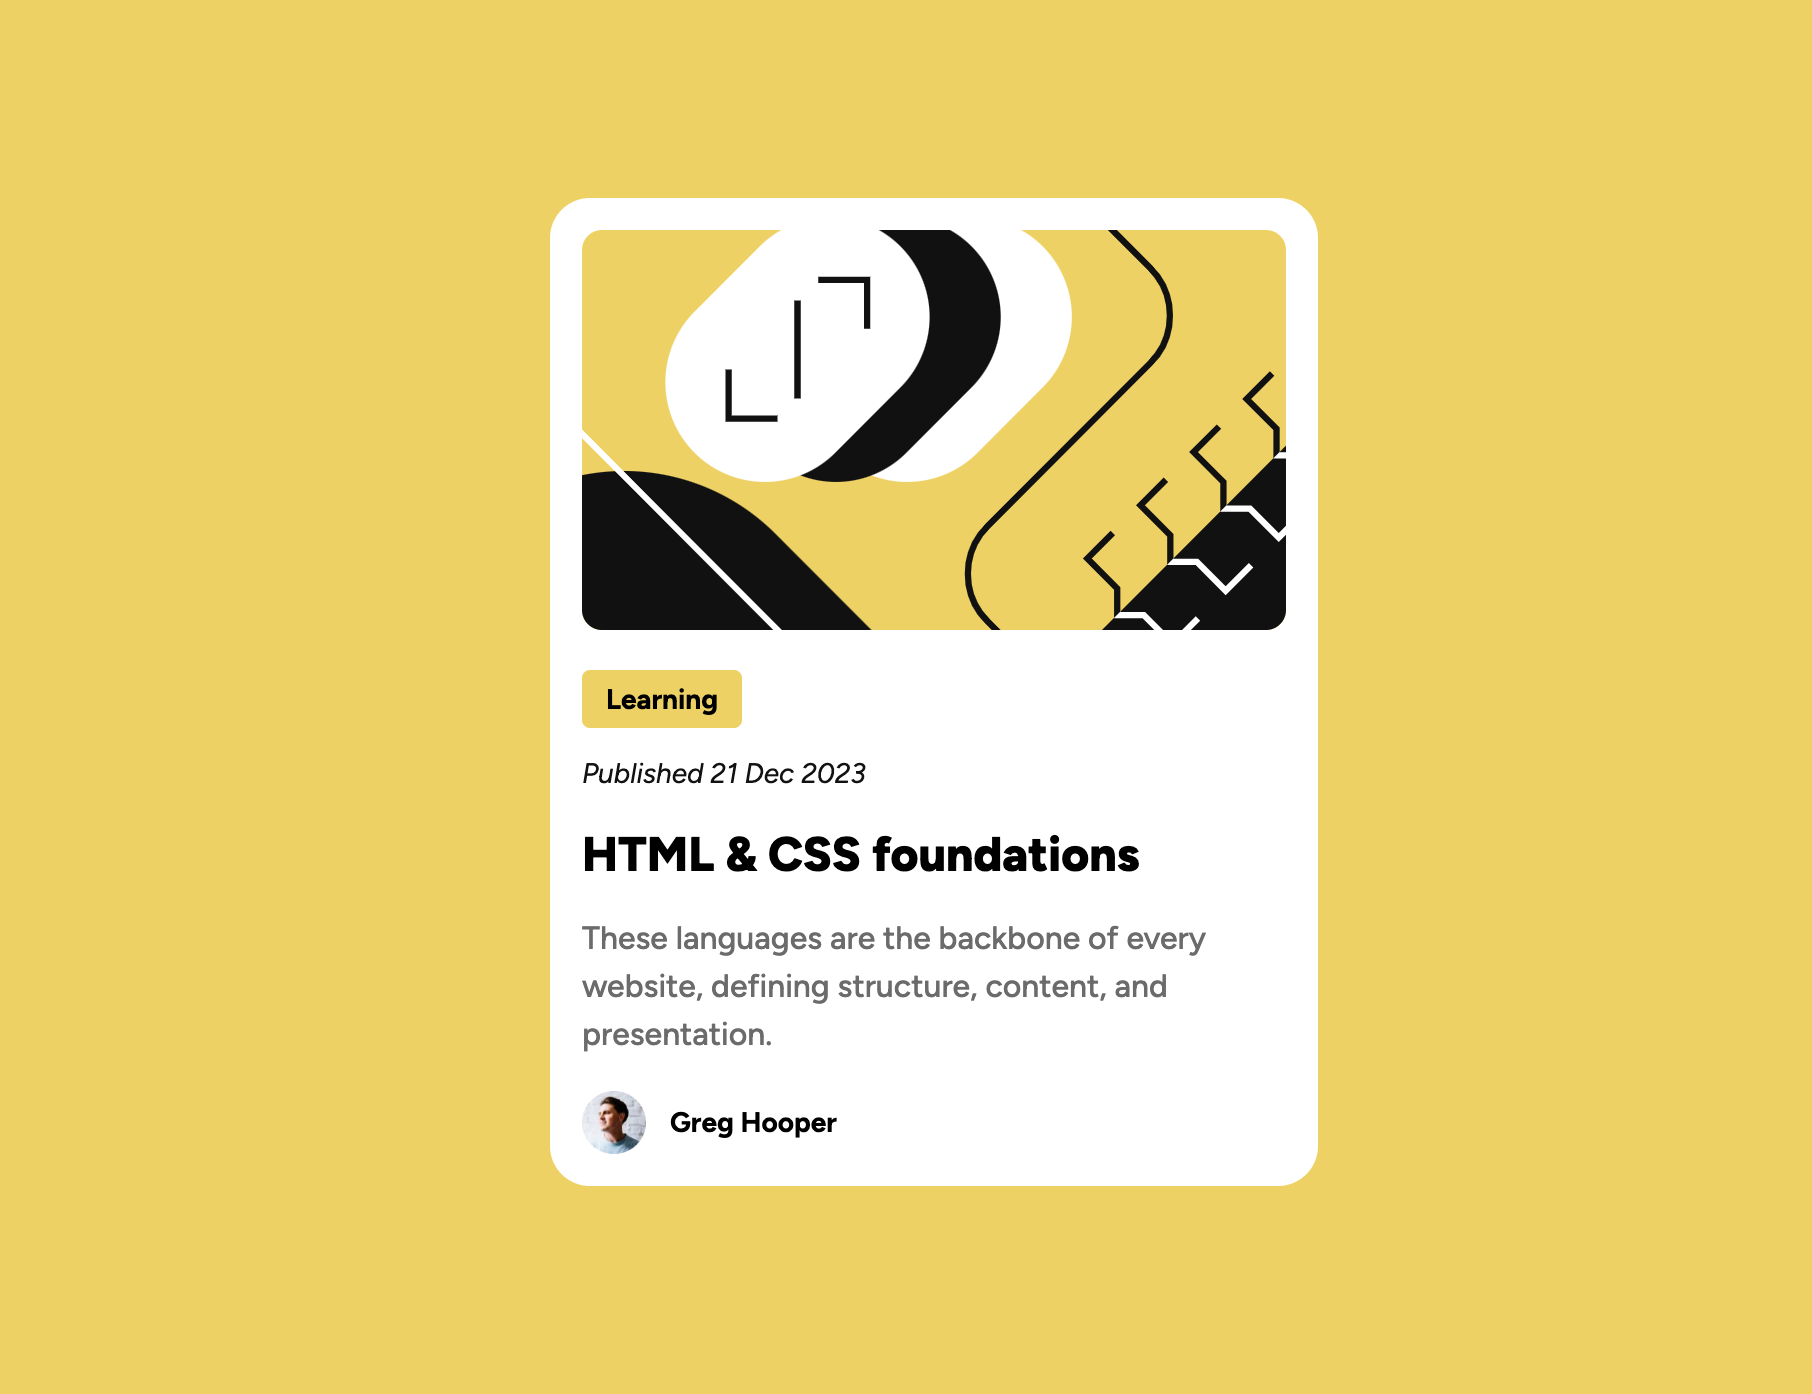 Learning
Published 21 Dec 2023
HTML & CSS foundations
These languages are the backbone of every
website, defining structure, content, and
presentation.
Greg Hooper